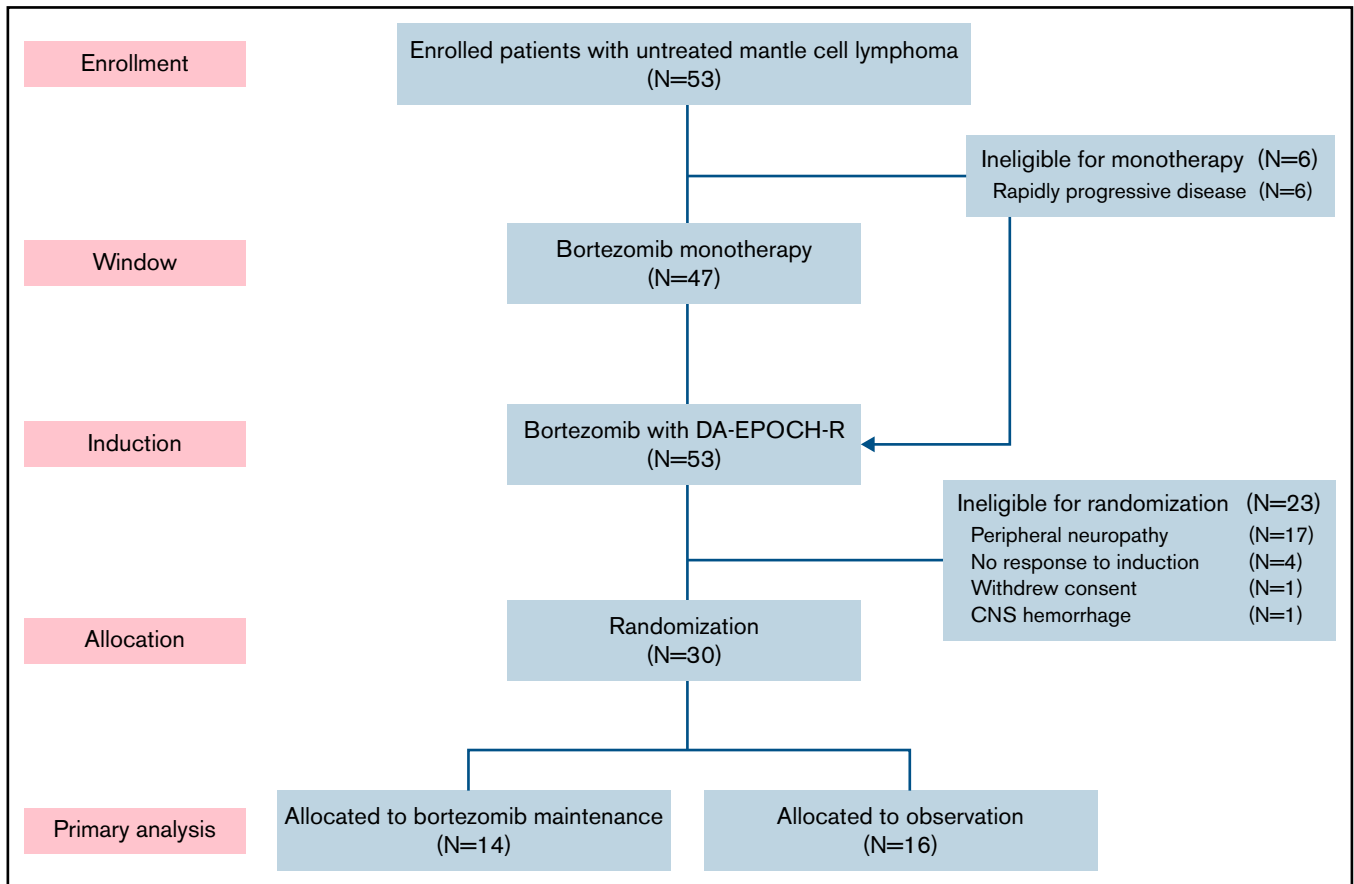 Enrollment
Enrolled patients with untreated mantle cell lymphoma
(N=53)
Ineligible for monotherapy (N=6)
Rapidly progressive disease (N=6)
Window
Bortezomib monotherapy
(N=47)
Induction
Bortezomib with DA-EPOCH-R
(N=53)
Ineligible for randomization (N=23)
Peripheral neuropathy (N=17)
No response to induction (N=4)
Withdrew consent (N=1)
CNS hemorrhage (N=1)
Allocation
Randomization
(N=30)
Primary analysis
Allocated to bortezomib maintenance
(N=14)
Allocated to observation
(N=16)